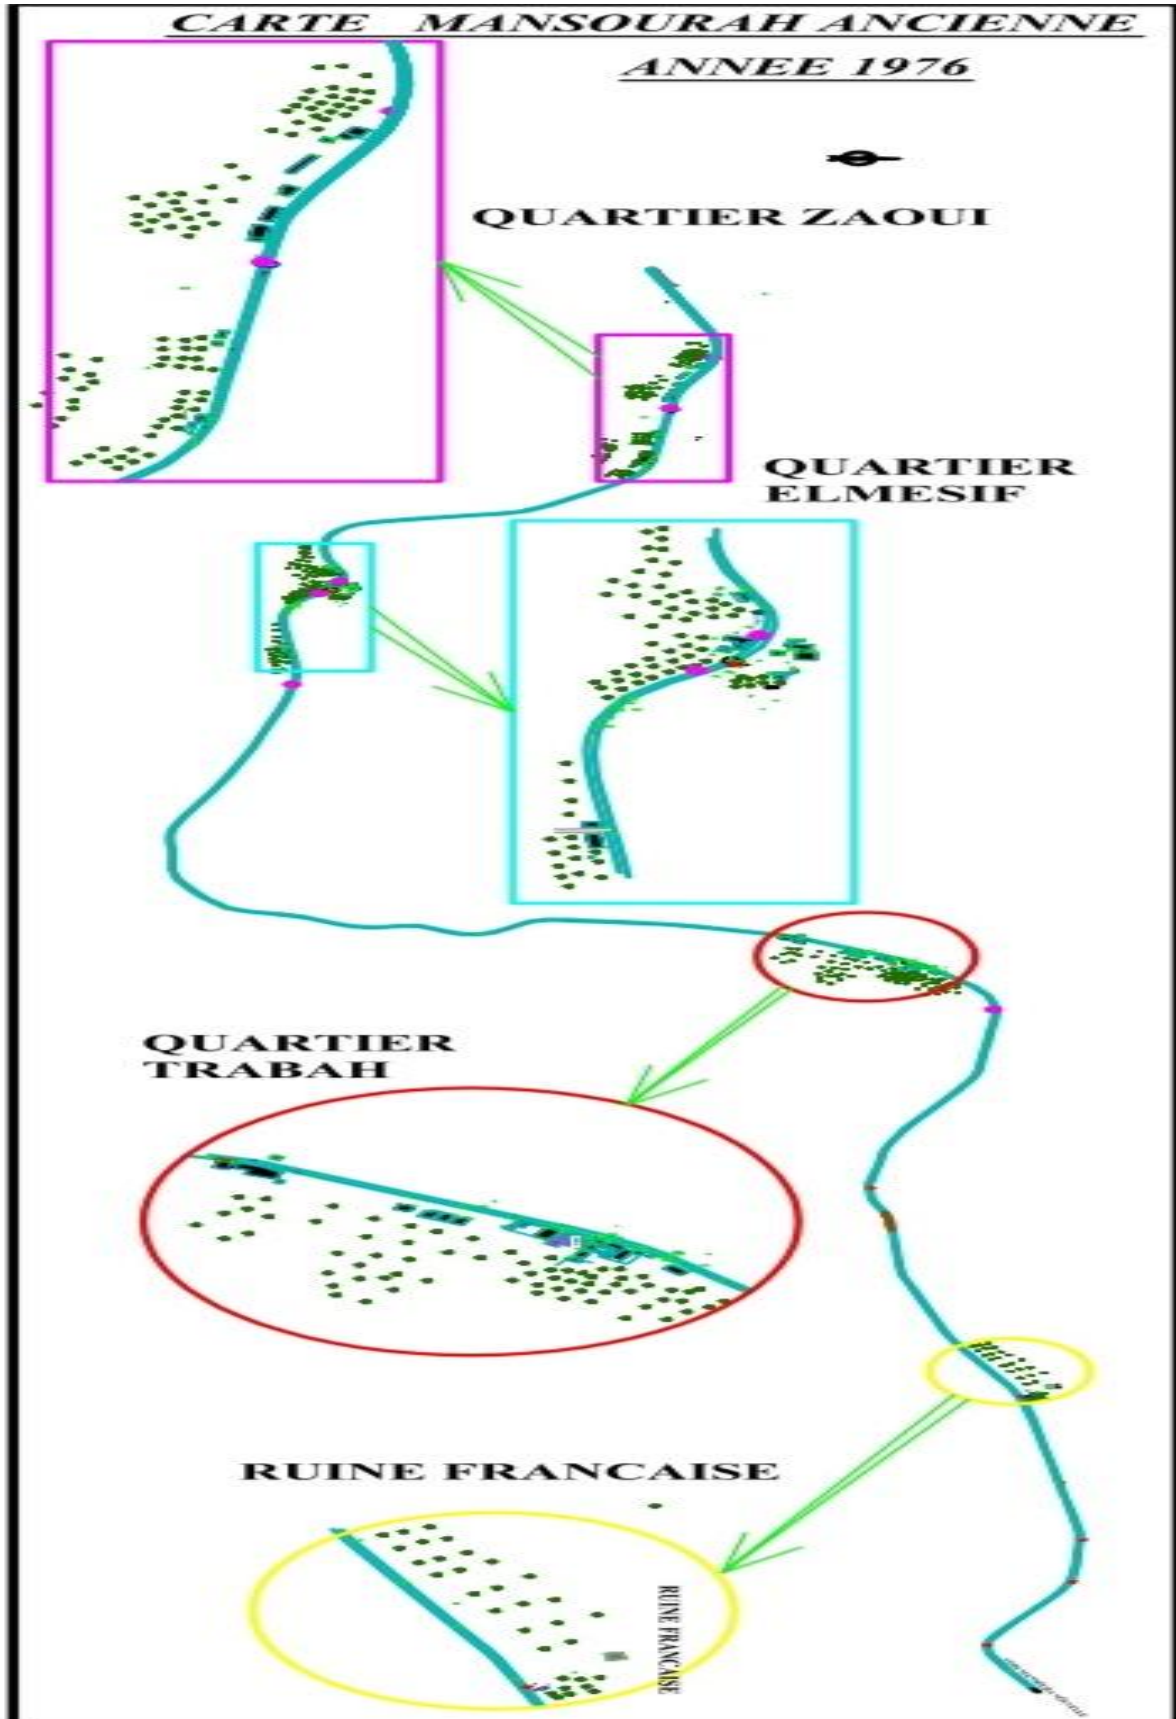 CARTE MANSOURAH ANCIENNE
ANNEE 1976
QUARTIER ZAOUI
QUARTIER
ELMESIF
QUARTIER
TRABAH
RUINE FRANCAISE
RUINE FRANCAISE